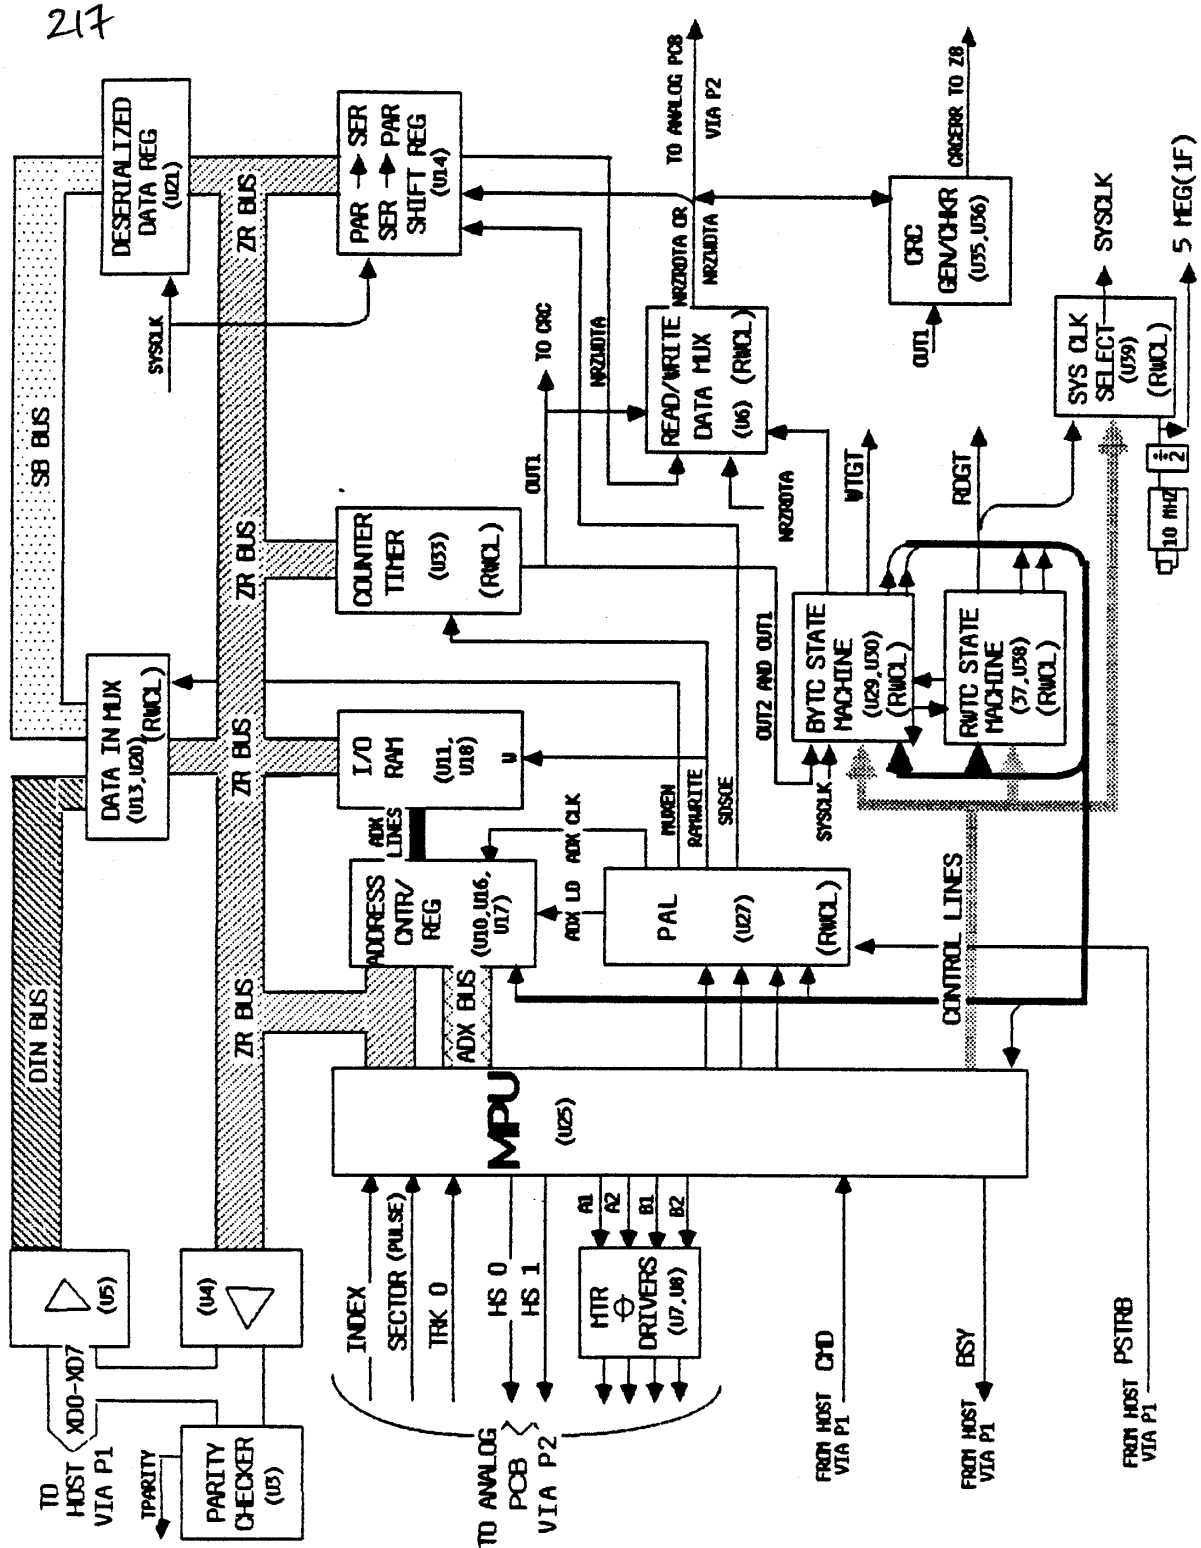 217
TO
HOST
VIA P1
XD0-XD7
(U5)
DIN BUS
DATA IN MUX
(U13,U20)
(RWCL)
SB BUS
DESERIALIZED
DATA REG
(U21)
SYSCLK
TPARITY
PARITY
CHECKER
(U3)
(U4)
ZR BUS
ZR BUS
ZR BUS
ZR BUS
PAR → SER
SER → PAR
SHIFT REG
(U14)
COUNTER
TIMER
(U33)
(RWCL)
I/O
RAM
(U11,
U18)
W
ADX
LINES
ADDRESS
CNTR/
REG
(U10,U16,
U17)
ADX BUS
ADX LD
ADX CLK
MUXEN
RAMWRITE
SDSOE
PAL
(U27)
(RWCL)
MPU
(U25)
INDEX
SECTOR (PULSE)
TRK 0
HS 0
HS 1
TO ANALOG
PCB
VIA P2
A1
A2
B1
B2
MTR
Φ
DRIVERS
(U7,U8)
FROM HOST
VIA P1
CMD
FROM HOST
VIA P1
BSY
FROM HOST
VIA P1
PSTRB
CONTROL LINES
OUT1
TO CRC
NRZWDTA
READ/WRITE
DATA MUX
(U6) (RWCL)
NRZRDTA OR
NRZWDTA
TO ANALOG PCB
VIA P2
NRZRDTA
OUT2 AND OUT1
SYSCLK
BYTC STATE
MACHINE
(U29,U30)
(RWCL)
WTGT
RWTC STATE
MACHINE
(37,U38)
(RWCL)
RDGT
OUT1
CRC
GEN/CHKR
(U35,U36)
CRCERR TO Z8
SYS CLK
SELECT
(U39)
(RWCL)
SYSCLK
5 MEG(1F)
÷2
10 MHZ